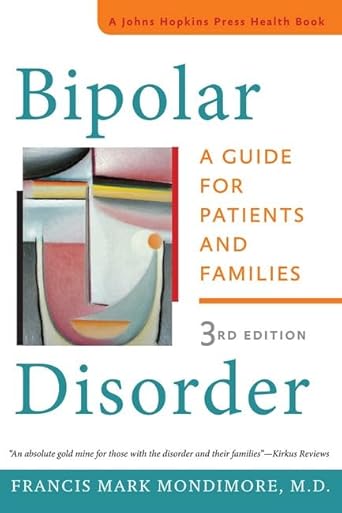 A Johns Hopkins Press Health Book
Bipolar
A GUIDE
FOR
PATIENTS
AND
FAMILIES
3RD EDITION
Disorder
"An absolute gold mine for those with the disorder and their families"—Kirkus Reviews
FRANCIS MARK MONDIMORE, M.D.